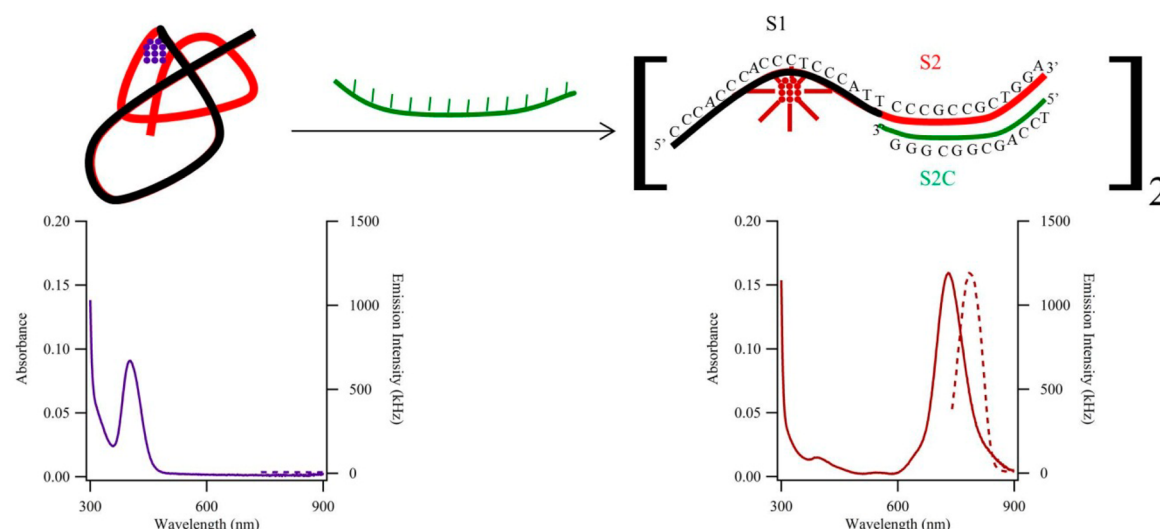 S1
S2
5’ CCCACCCACCCTCCCATTCCCGCCGCTGGA 3’
3’ GGGCGGCGACCT 5’
S2C
2
0.20
0.15
0.10
0.05
0.00
Absorbance
1500
1000
500
0
Emission Intensity (kHz)
300 600 900
Wavelength (nm)
0.20
0.15
0.10
0.05
0.00
Absorbance
1500
1000
500
0
Emission Intensity (kHz)
300 600 900
Wavelength (nm)